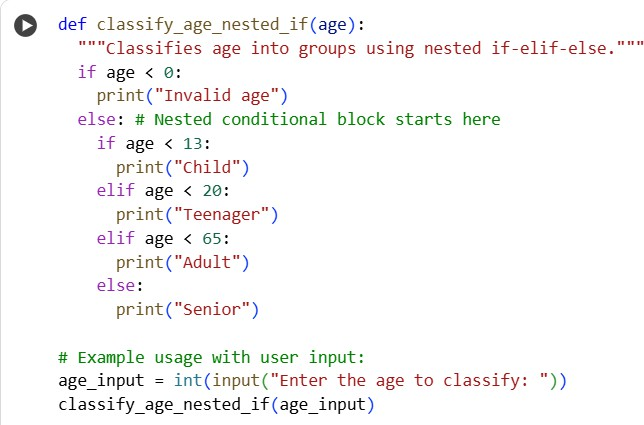 def classify_age_nested_if(age):
  """Classifies age into groups using nested if-elif-else."""
  if age < 0:
    print("Invalid age")
  else: # Nested conditional block starts here
    if age < 13:
      print("Child")
    elif age < 20:
      print("Teenager")
    elif age < 65:
      print("Adult")
    else:
      print("Senior")

# Example usage with user input:
age_input = int(input("Enter the age to classify: "))
classify_age_nested_if(age_input)